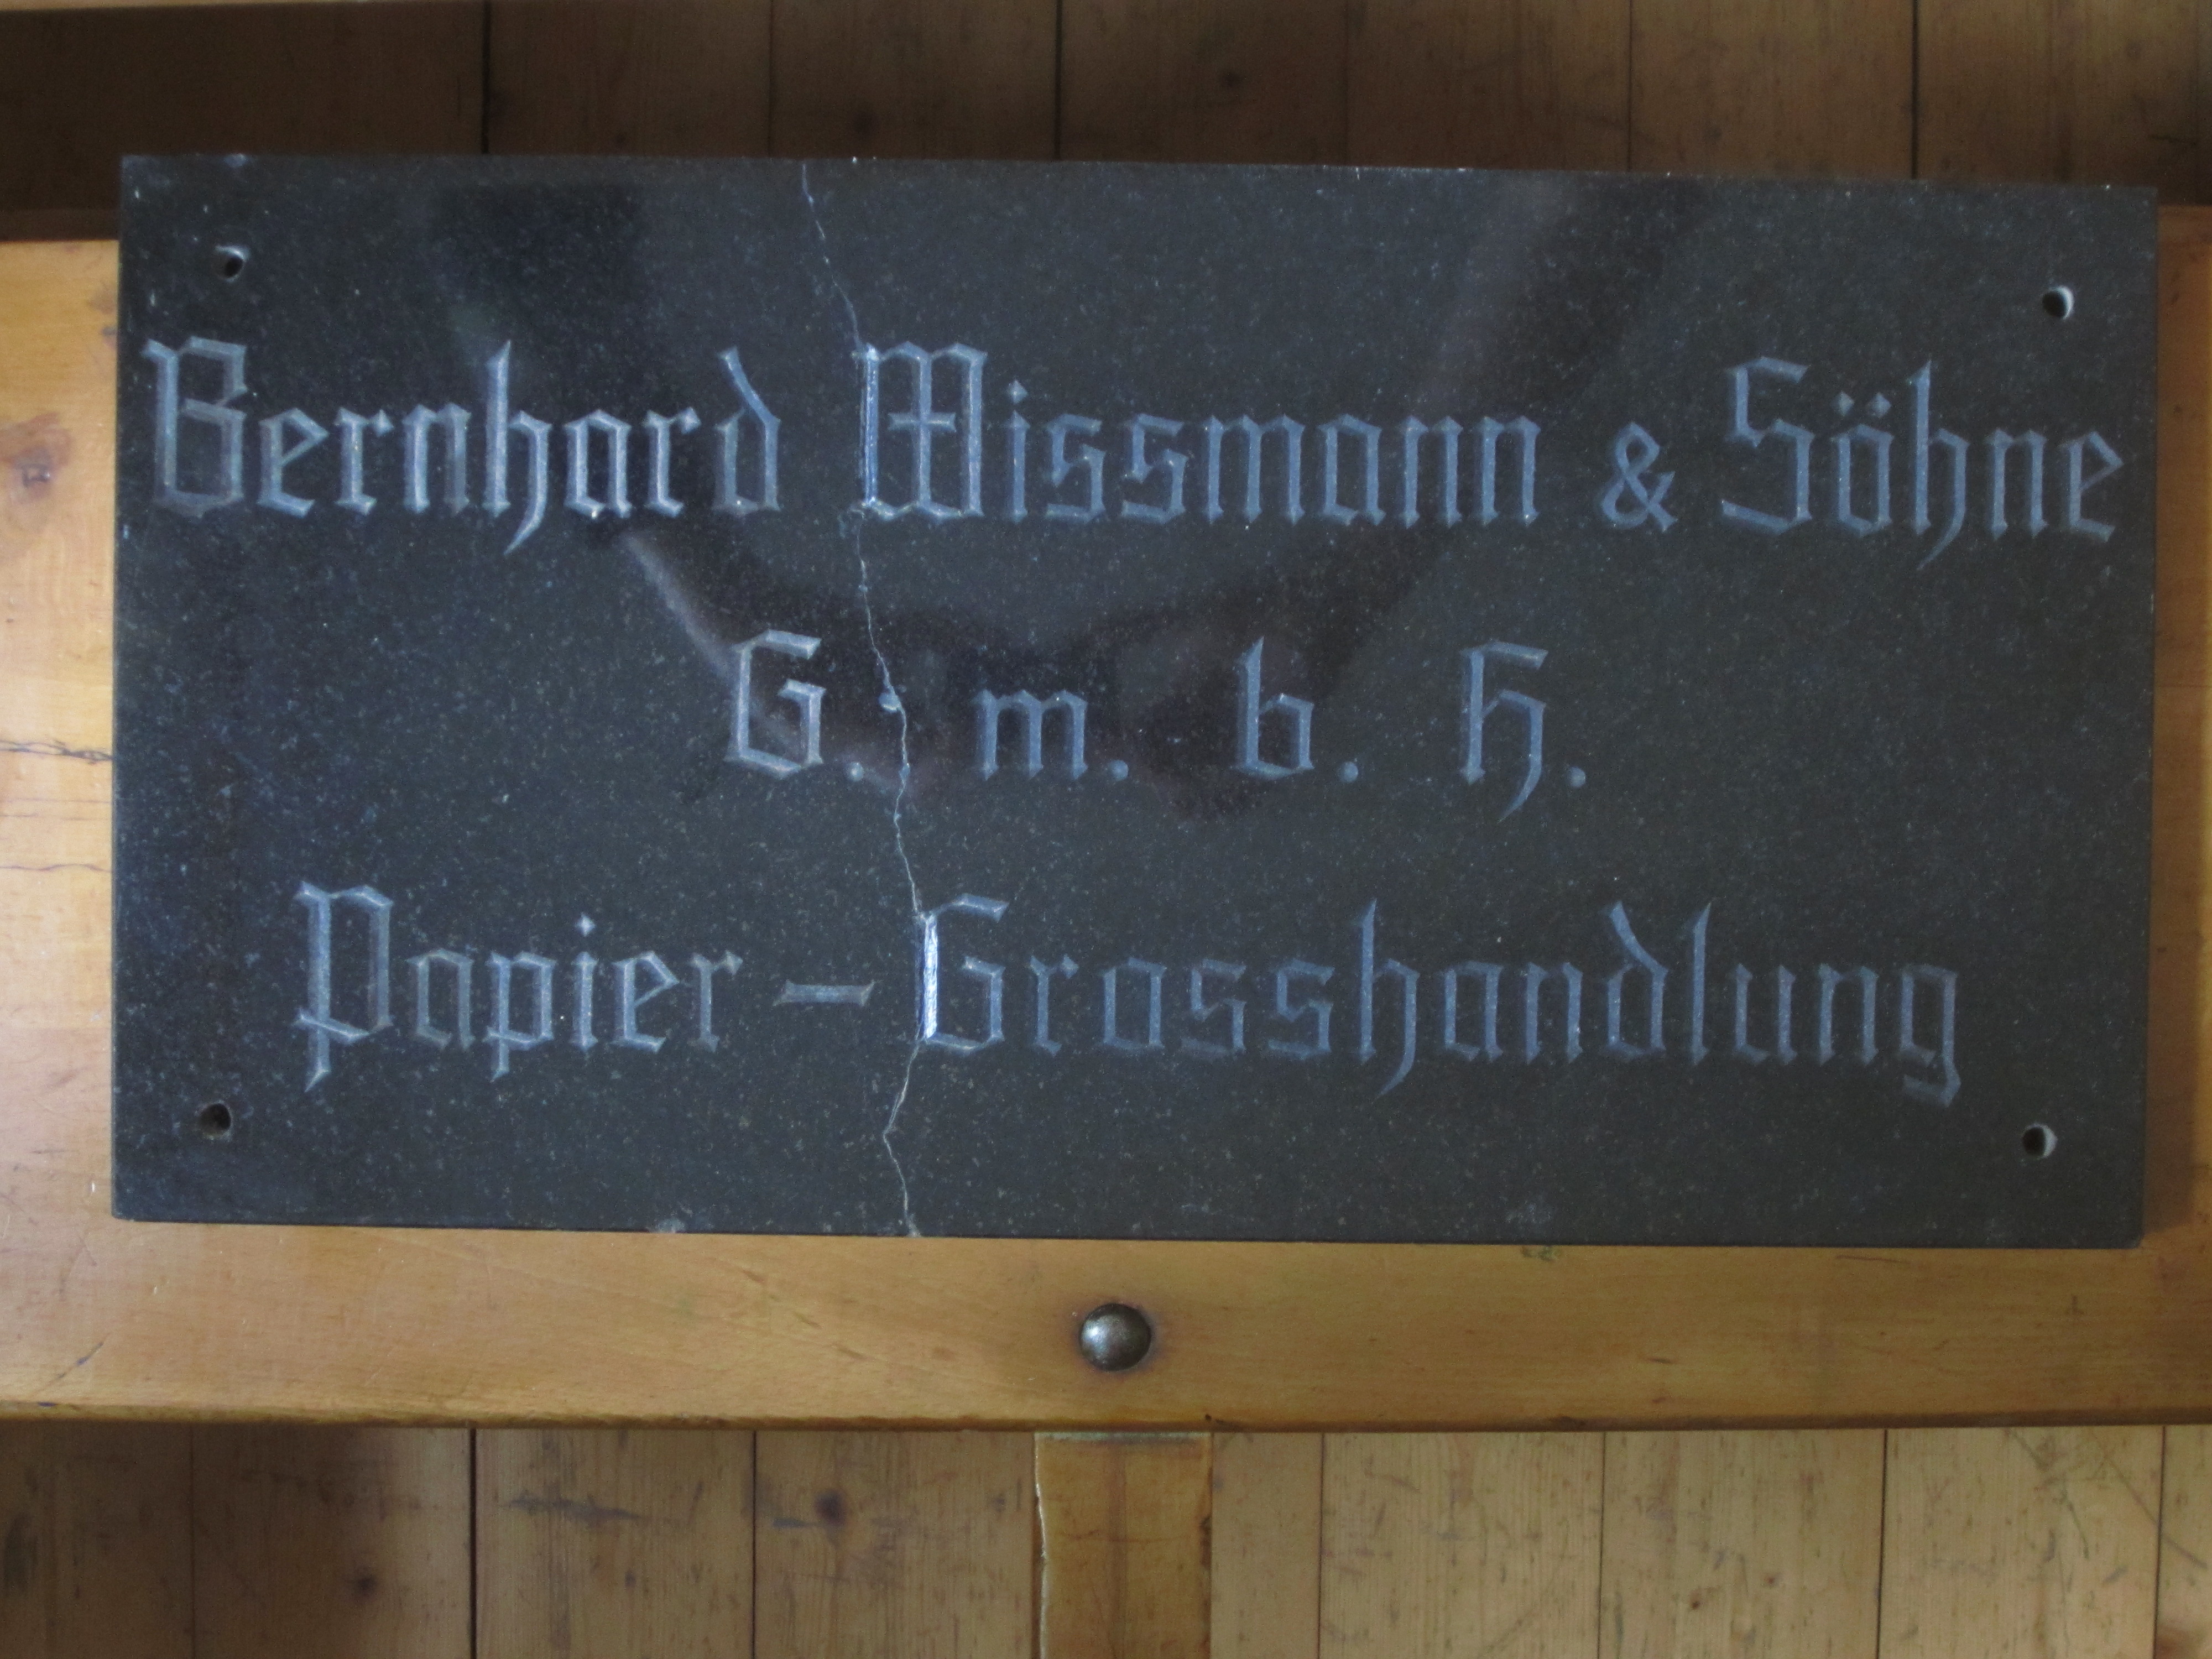 Bernhard Wissmann & Söhne
G. m. b. H.
Papier – Grosshandlung